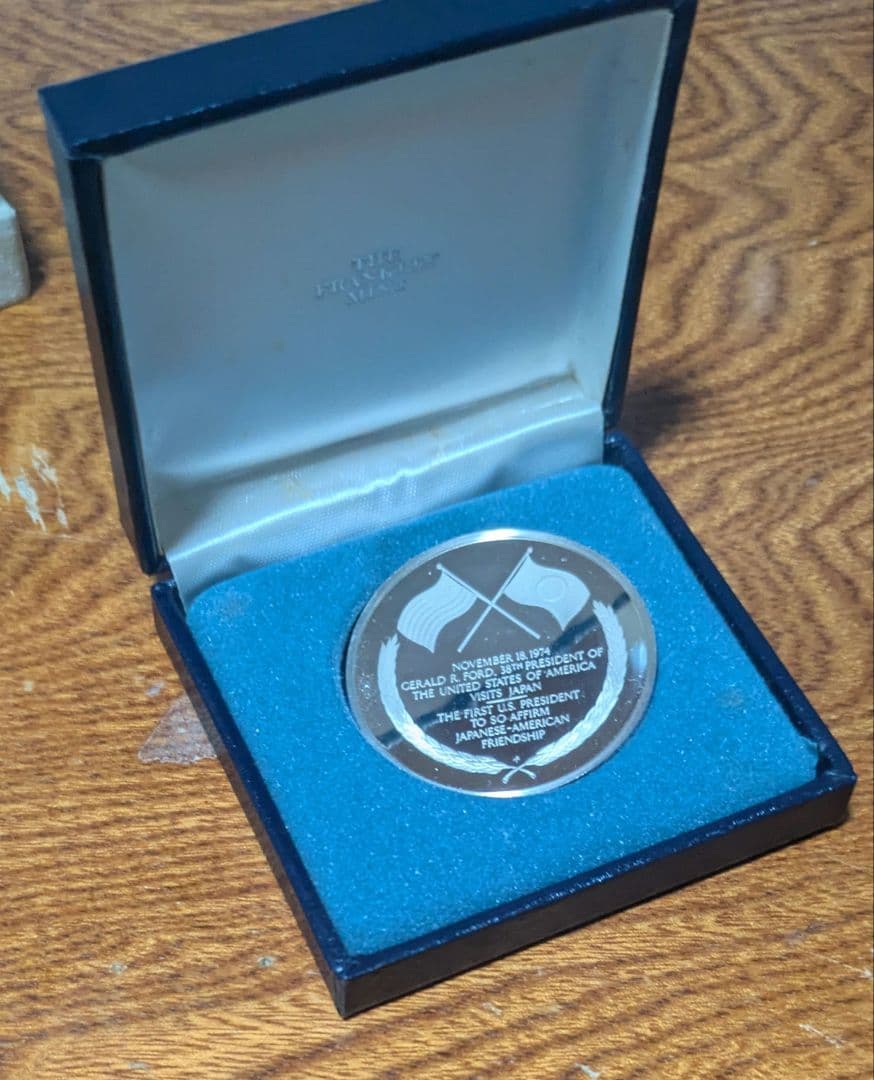 THE
FRANKLIN
MINT
NOVEMBER 18, 1974
GERALD R. FORD, 38TH PRESIDENT OF
THE UNITED STATES OF AMERICA
VISITS JAPAN
THE FIRST U.S. PRESIDENT
TO SO AFFIRM
JAPANESE-AMERICAN
FRIENDSHIP